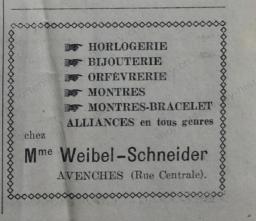 ☛ HORLOGERIE
☛ BIJOUTERIE
☛ ORFÈVRERIE
☛ MONTRES
☛ MONTRES-BRACELET
ALLIANCES en tous genres
chez
Mme Weibel-Schneider
AVENCHES (Rue Centrale).